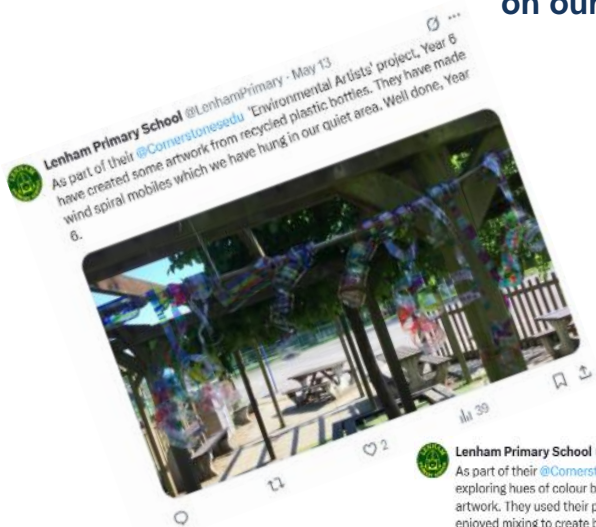 on our
Lenham Primary School @LenhamPrimary · May 13
As part of their @Cornerstonesedu 'Environmental Artists' project, Year 6
have created some artwork from recycled plastic bottles. They have made
wind spiral mobiles which we have hung in our quiet area. Well done, Year
6.
2
39
Lenham Primary School
As part of their @Cornerst
exploring hues of colour b
artwork. They used their p
enjoyed mixing to create b